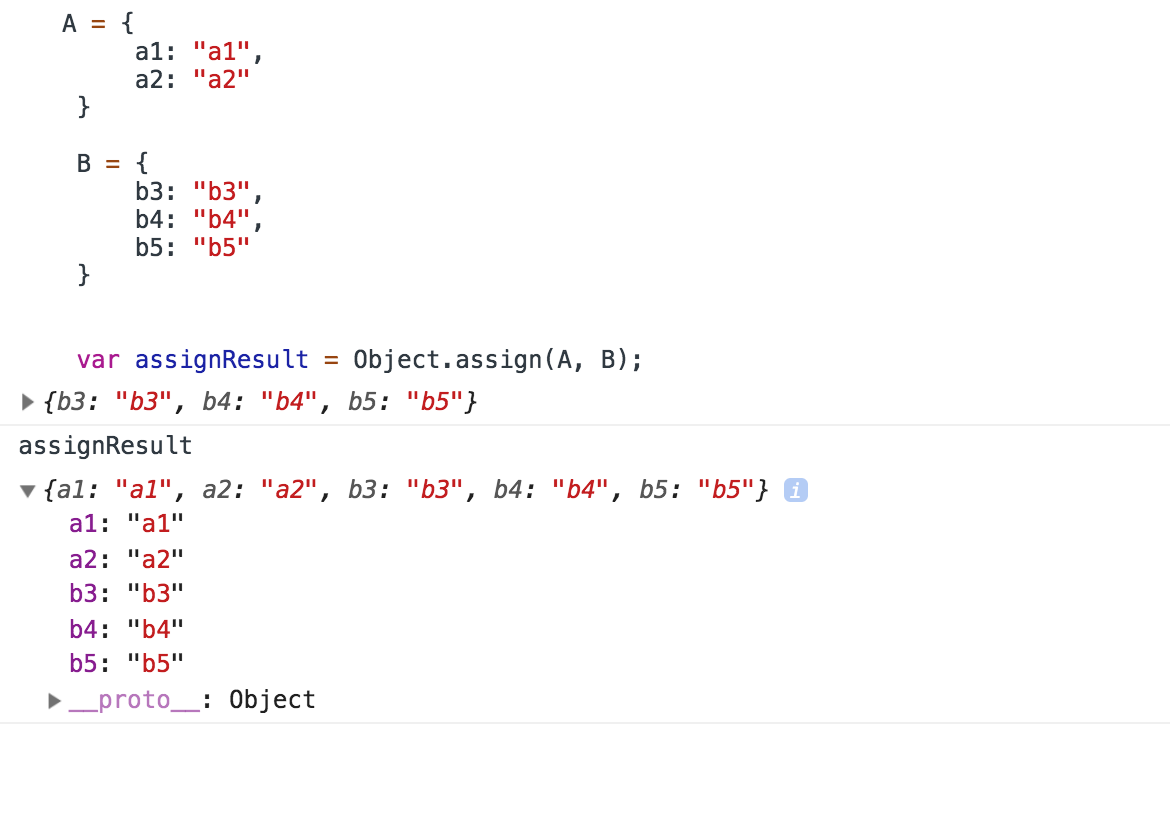 A = {
a1: "a1",
a2: "a2"
}
B = {
b3: "b3",
b4: "b4",
b5: "b5"
}
var assignResult = Object.assign(A, B);
{b3: "b3", b4: "b4", b5: "b5"}
assignResult
{a1: "a1", a2: "a2", b3: "b3", b4: "b4", b5: "b5"} i
a1: "a1"
a2: "a2"
b3: "b3"
b4: "b4"
b5: "b5"
__proto__: Object